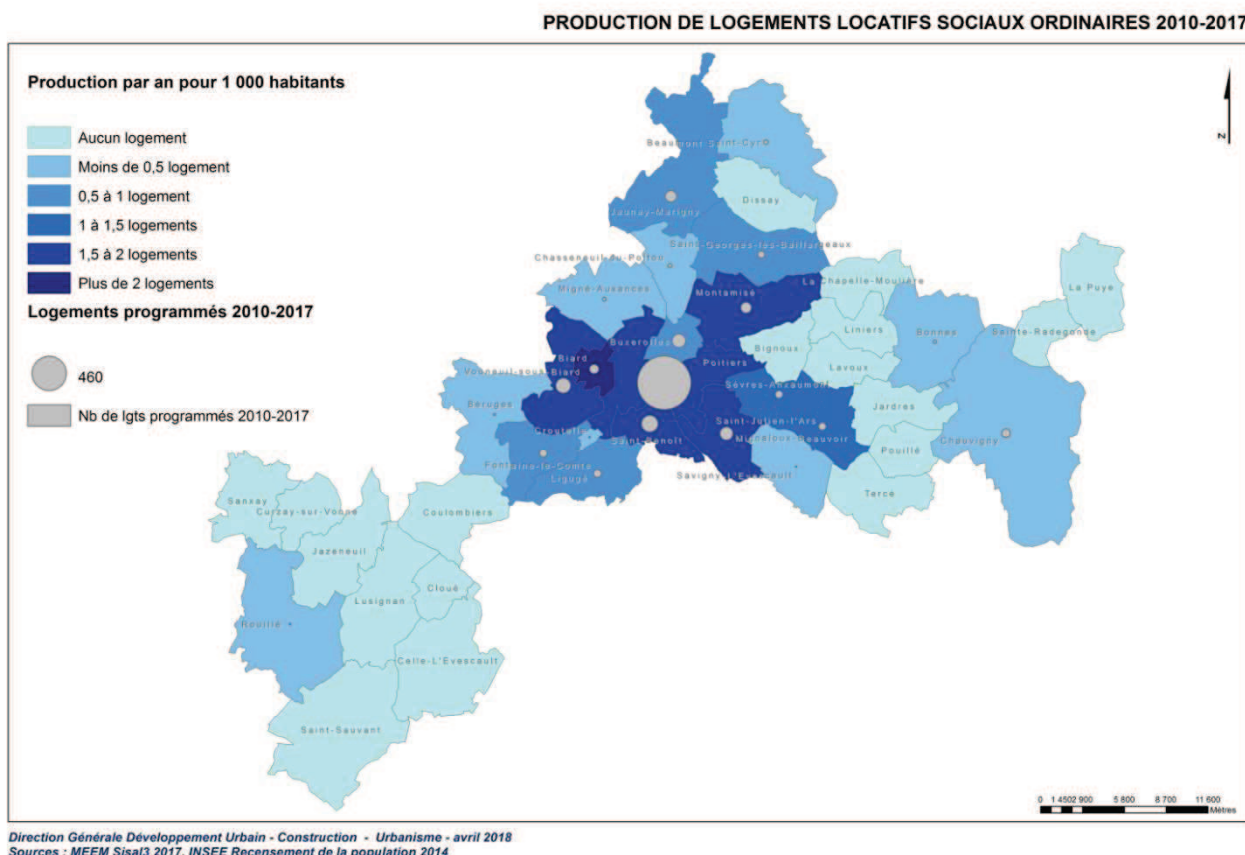 PRODUCTION DE LOGEMENTS LOCATIFS SOCIAUX ORDINAIRES 2010-2017
Production par an pour 1 000 habitants
Aucun logement
Moins de 0,5 logement
0,5 à 1 logement
1 à 1,5 logements
1,5 à 2 logements
Plus de 2 logements
Logements programmés 2010-2017
460
Nb de lgts programmés 2010-2017
N
Beaumont Saint-Cyr
Dissay
Jaunay-Marigny
Saint-Georges-lès-Baillargeaux
Chasseneuil-du-Poitou
La Chapelle-Moulière
La Puye
Migné-Auxances
Montamisé
Liniers
Bonnes
Sainte-Radegonde
Buxerolles
Bignoux
Biard
Poitiers
Lavoux
Vouneuil-sous-Biard
Sèvres-Anxaumont
Béruges
Jardres
Saint-Julien-l'Ars
Croutelle
Saint-Benoît
Mignaloux-Beauvoir
Chauvigny
Pouillé
Fontaine-le-Comte
Ligugé
Savigny-L'Evescault
Tercé
Sanxay
Curzay-sur-Vonne
Coulombiers
Jazeneuil
Cloué
Lusignan
Rouillé
Celle-L'Evescault
Saint-Sauvant
0 1 4502 900 5 800 8 700 11 600
Mètres
Direction Générale Développement Urbain - Construction - Urbanisme - avril 2018
Sources : MEEM Sisal3 2017, INSEE Recensement de la population 2014